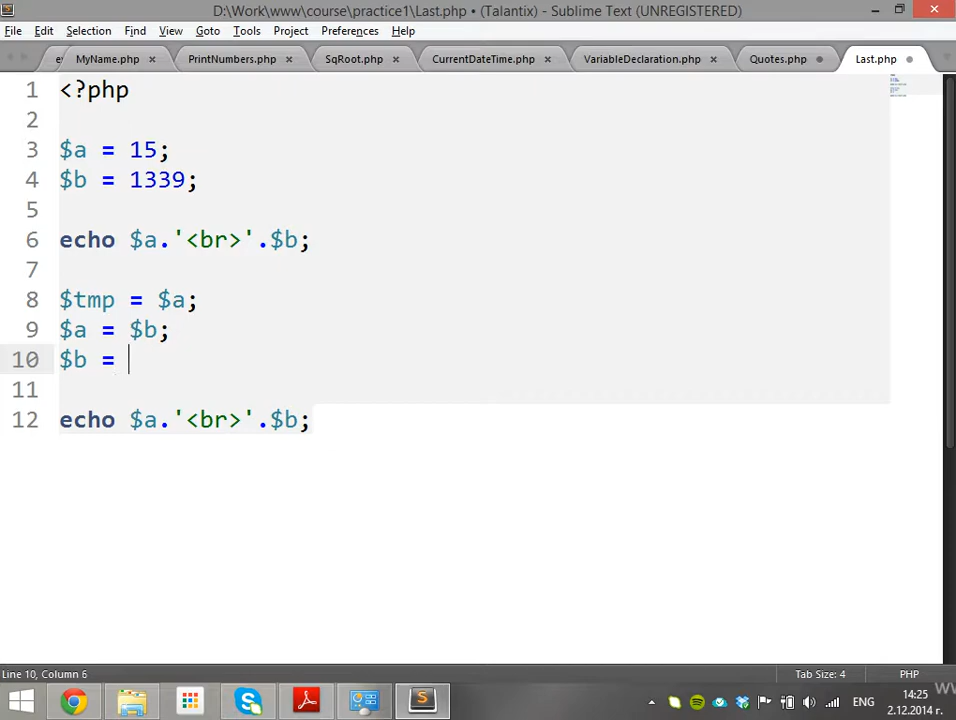 D:\Work\www\course\practice1\Last.php • (Talantix) - Sublime Text (UNREGISTERED)
File Edit Selection Find View Goto Tools Project Preferences Help
MyName.php × PrintNumbers.php × SqRoot.php × CurrentDateTime.php × VariableDeclaration.php × Quotes.php Last.php
1 <?php
2
3 $a = 15;
4 $b = 1339;
5
6 echo $a.'<br>'.$b;
7
8 $tmp = $a;
9 $a = $b;
10 $b =
11
12 echo $a.'<br>'.$b;
Line 10, Column 6 Tab Size: 4 PHP
ENG 14:25
2.12.2014 г.